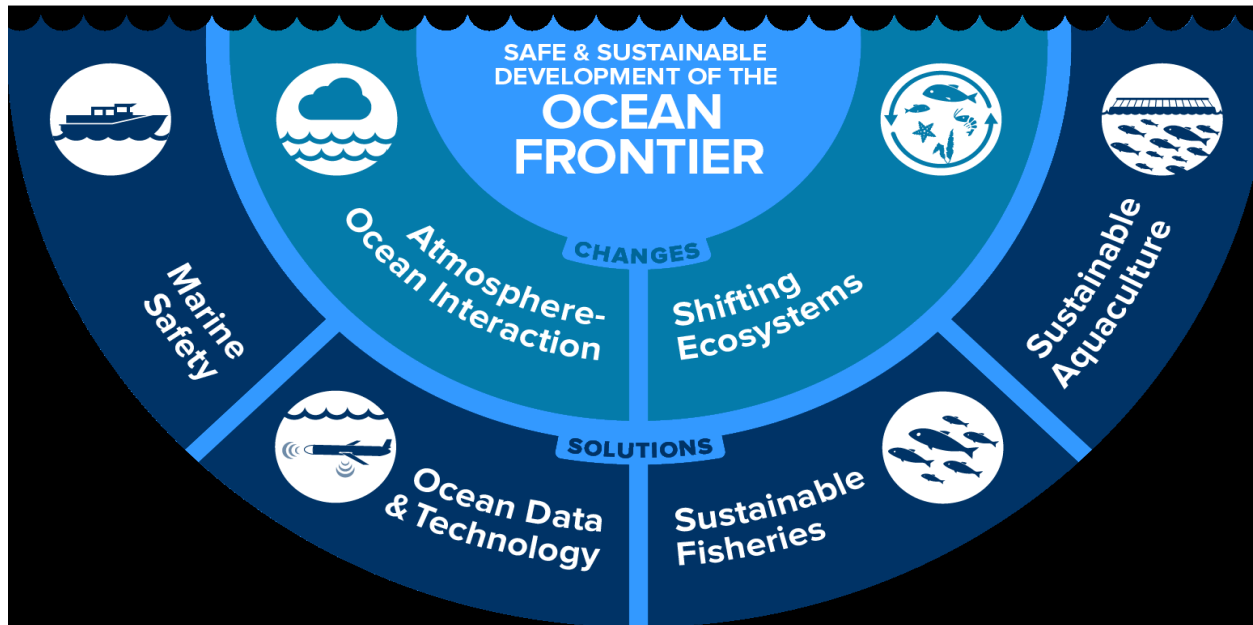 SAFE & SUSTAINABLE
DEVELOPMENT OF THE
OCEAN
FRONTIER
CHANGES
Atmosphere-
Ocean Interaction
Shifting
Ecosystems
SOLUTIONS
Marine
Safety
Ocean Data
& Technology
Sustainable
Fisheries
Sustainable
Aquaculture